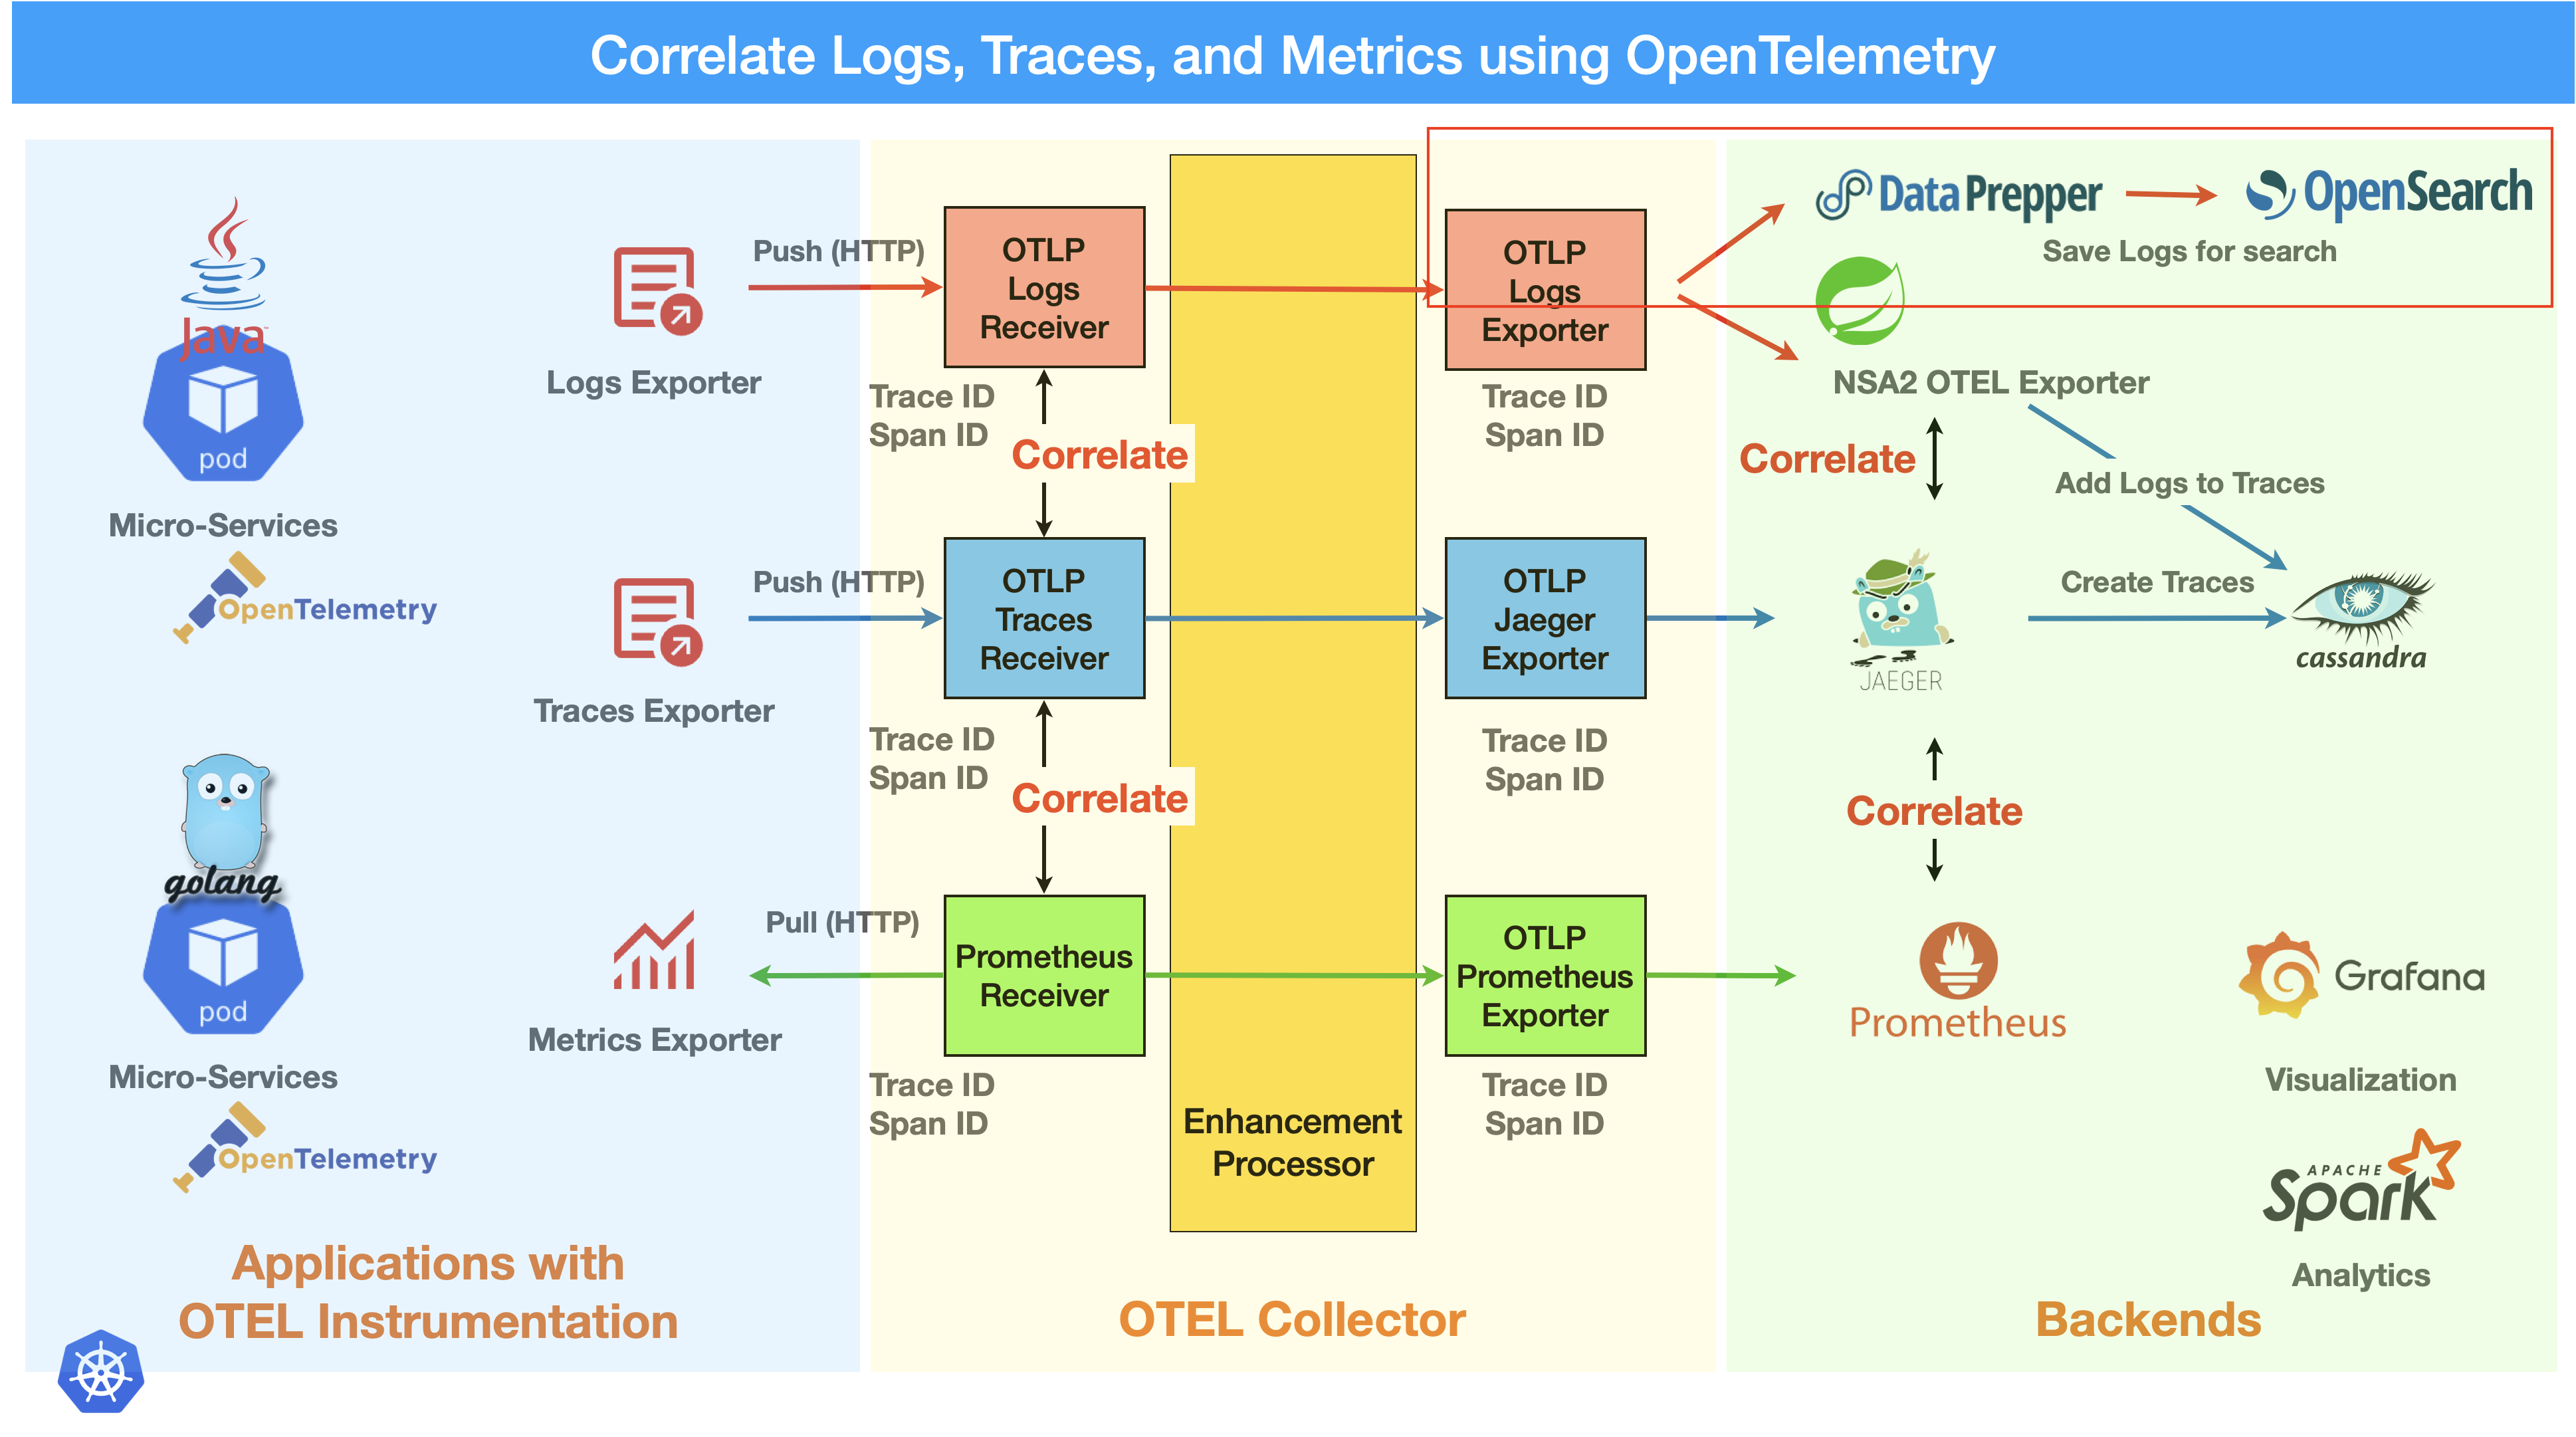 Correlate Logs, Traces, and Metrics using OpenTelemetry
Java
pod
Micro-Services
OpenTelemetry
golang
pod
Micro-Services
OpenTelemetry
Applications with
OTEL Instrumentation
Logs Exporter
Traces Exporter
Metrics Exporter
Push (HTTP)
Push (HTTP)
Pull (HTTP)
OTLP
Logs
Receiver
Trace ID
Span ID
Correlate
OTLP
Traces
Receiver
Trace ID
Span ID
Correlate
Prometheus
Receiver
Trace ID
Span ID
Enhancement
Processor
OTLP
Logs
Exporter
Trace ID
Span ID
OTLP
Jaeger
Exporter
Trace ID
Span ID
OTLP
Prometheus
Exporter
Trace ID
Span ID
OTEL Collector
Data Prepper
OpenSearch
Save Logs for search
NSA2 OTEL Exporter
Correlate
Add Logs to Traces
Create Traces
JAEGER
cassandra
Correlate
Prometheus
Grafana
Visualization
APACHE
Spark
Analytics
Backends